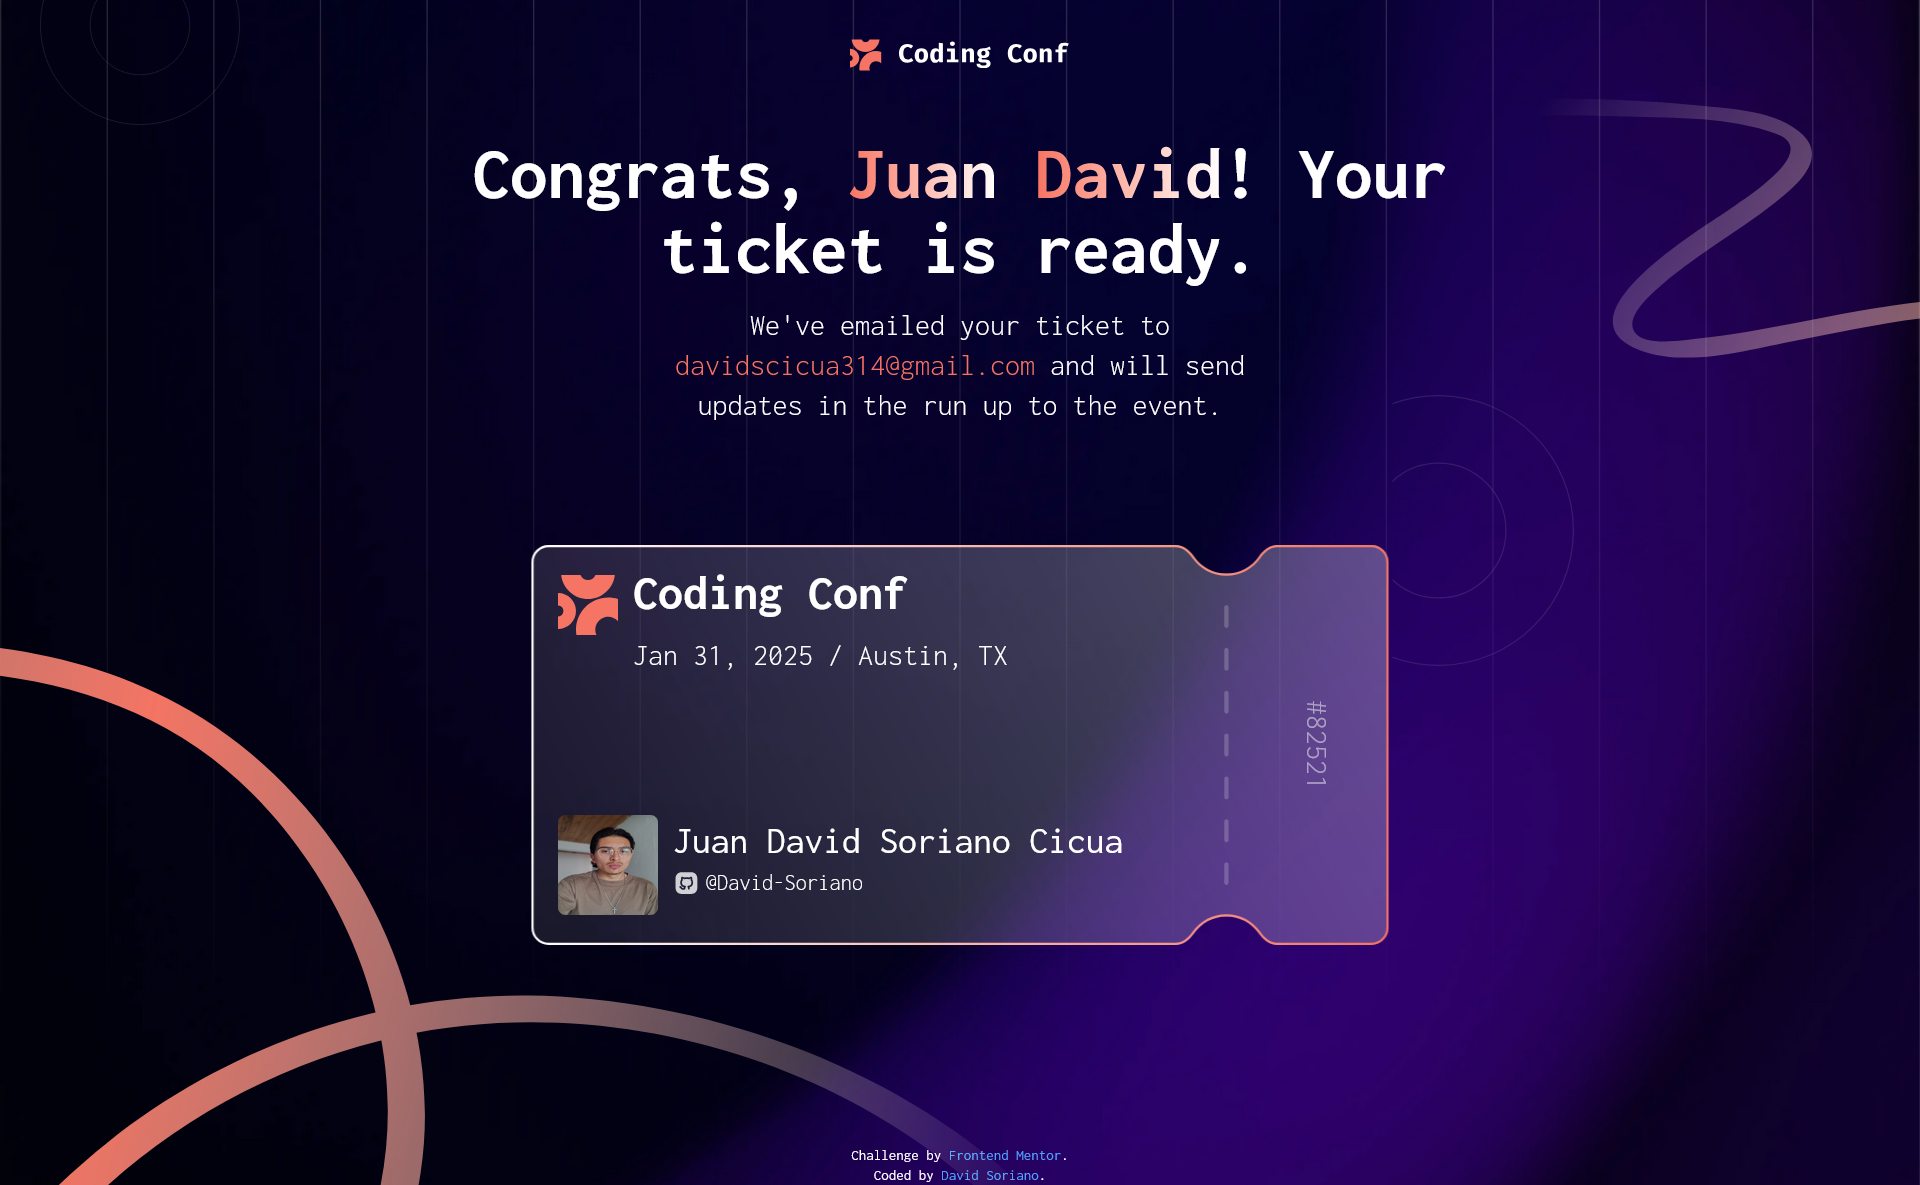 Coding Conf
Congrats, Juan David! Your
ticket is ready.
We've emailed your ticket to
davidscicua314@gmail.com and will send
updates in the run up to the event.
Coding Conf
Jan 31, 2025 / Austin, TX
#82521
Juan David Soriano Cicua
@David-Soriano
Challenge by Frontend Mentor.
Coded by David Soriano.